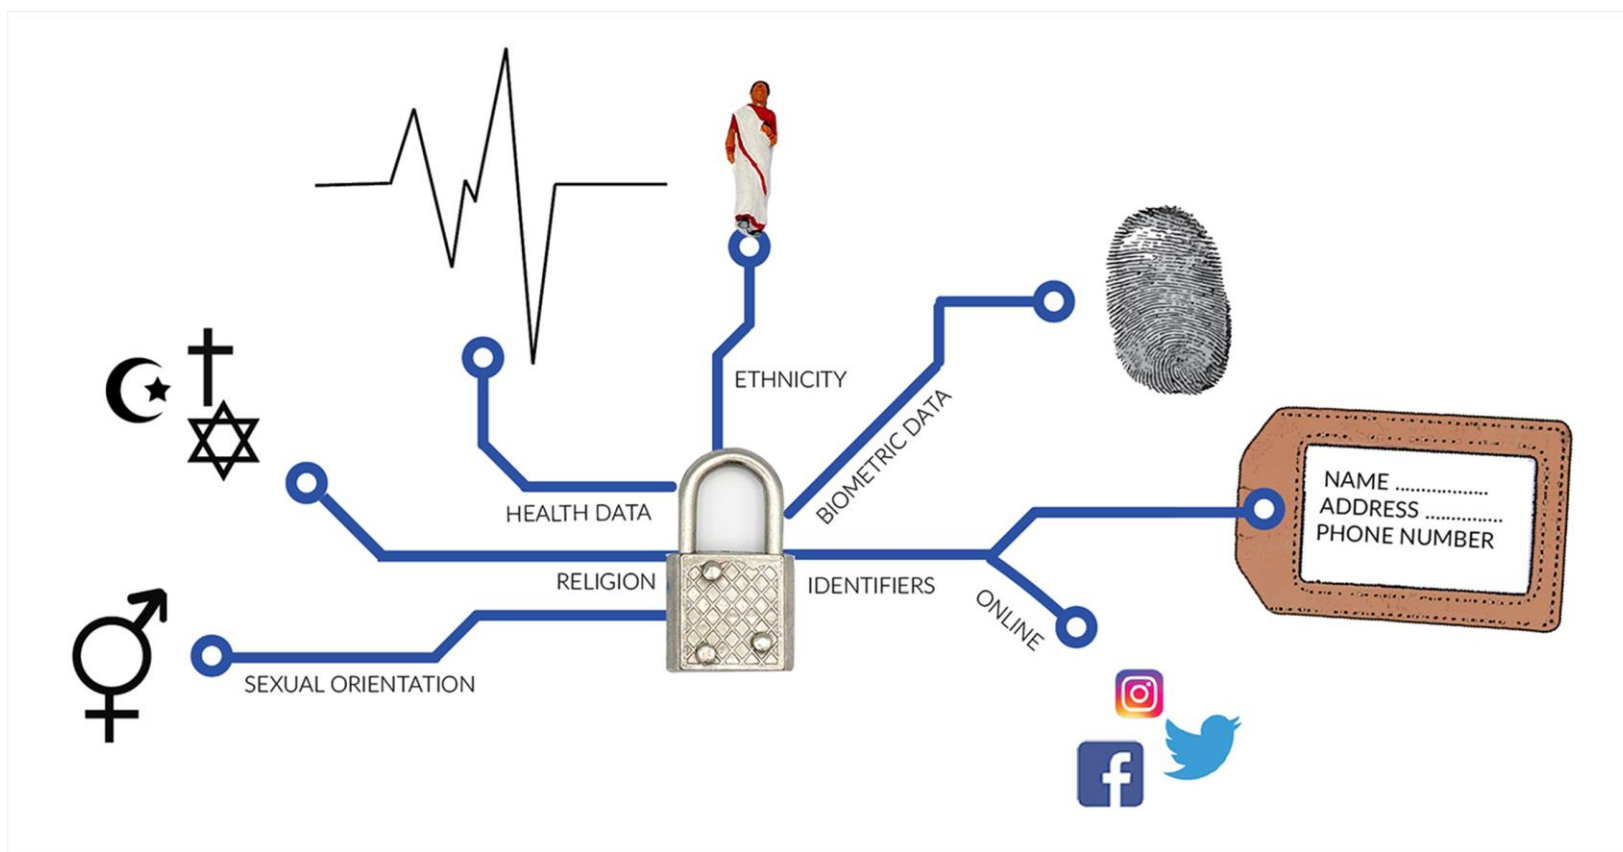 ETHNICITY
BIOMETRIC DATA
HEALTH DATA
RELIGION
IDENTIFIERS
ONLINE
SEXUAL ORIENTATION
NAME ..................
ADDRESS ...............
PHONE NUMBER